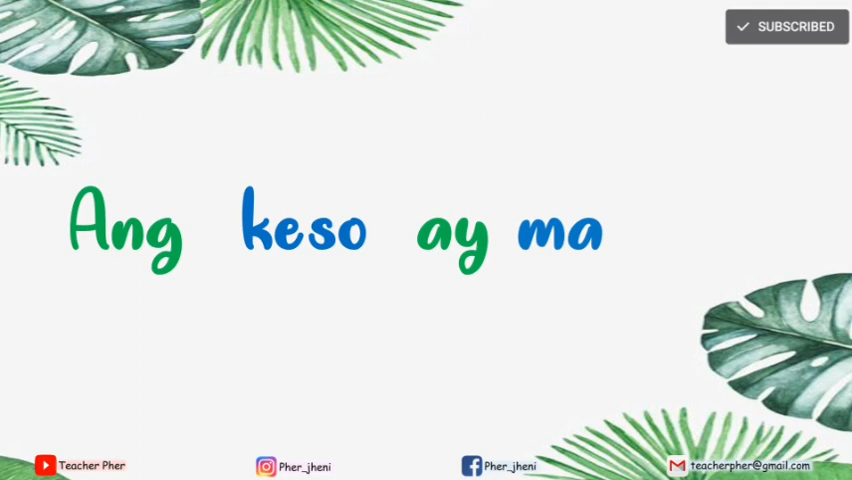 SUBSCRIBED
Ang keso ay ma
Teacher Pher
Pher_jheni
Pher_jheni
teacherpher@gmail.com